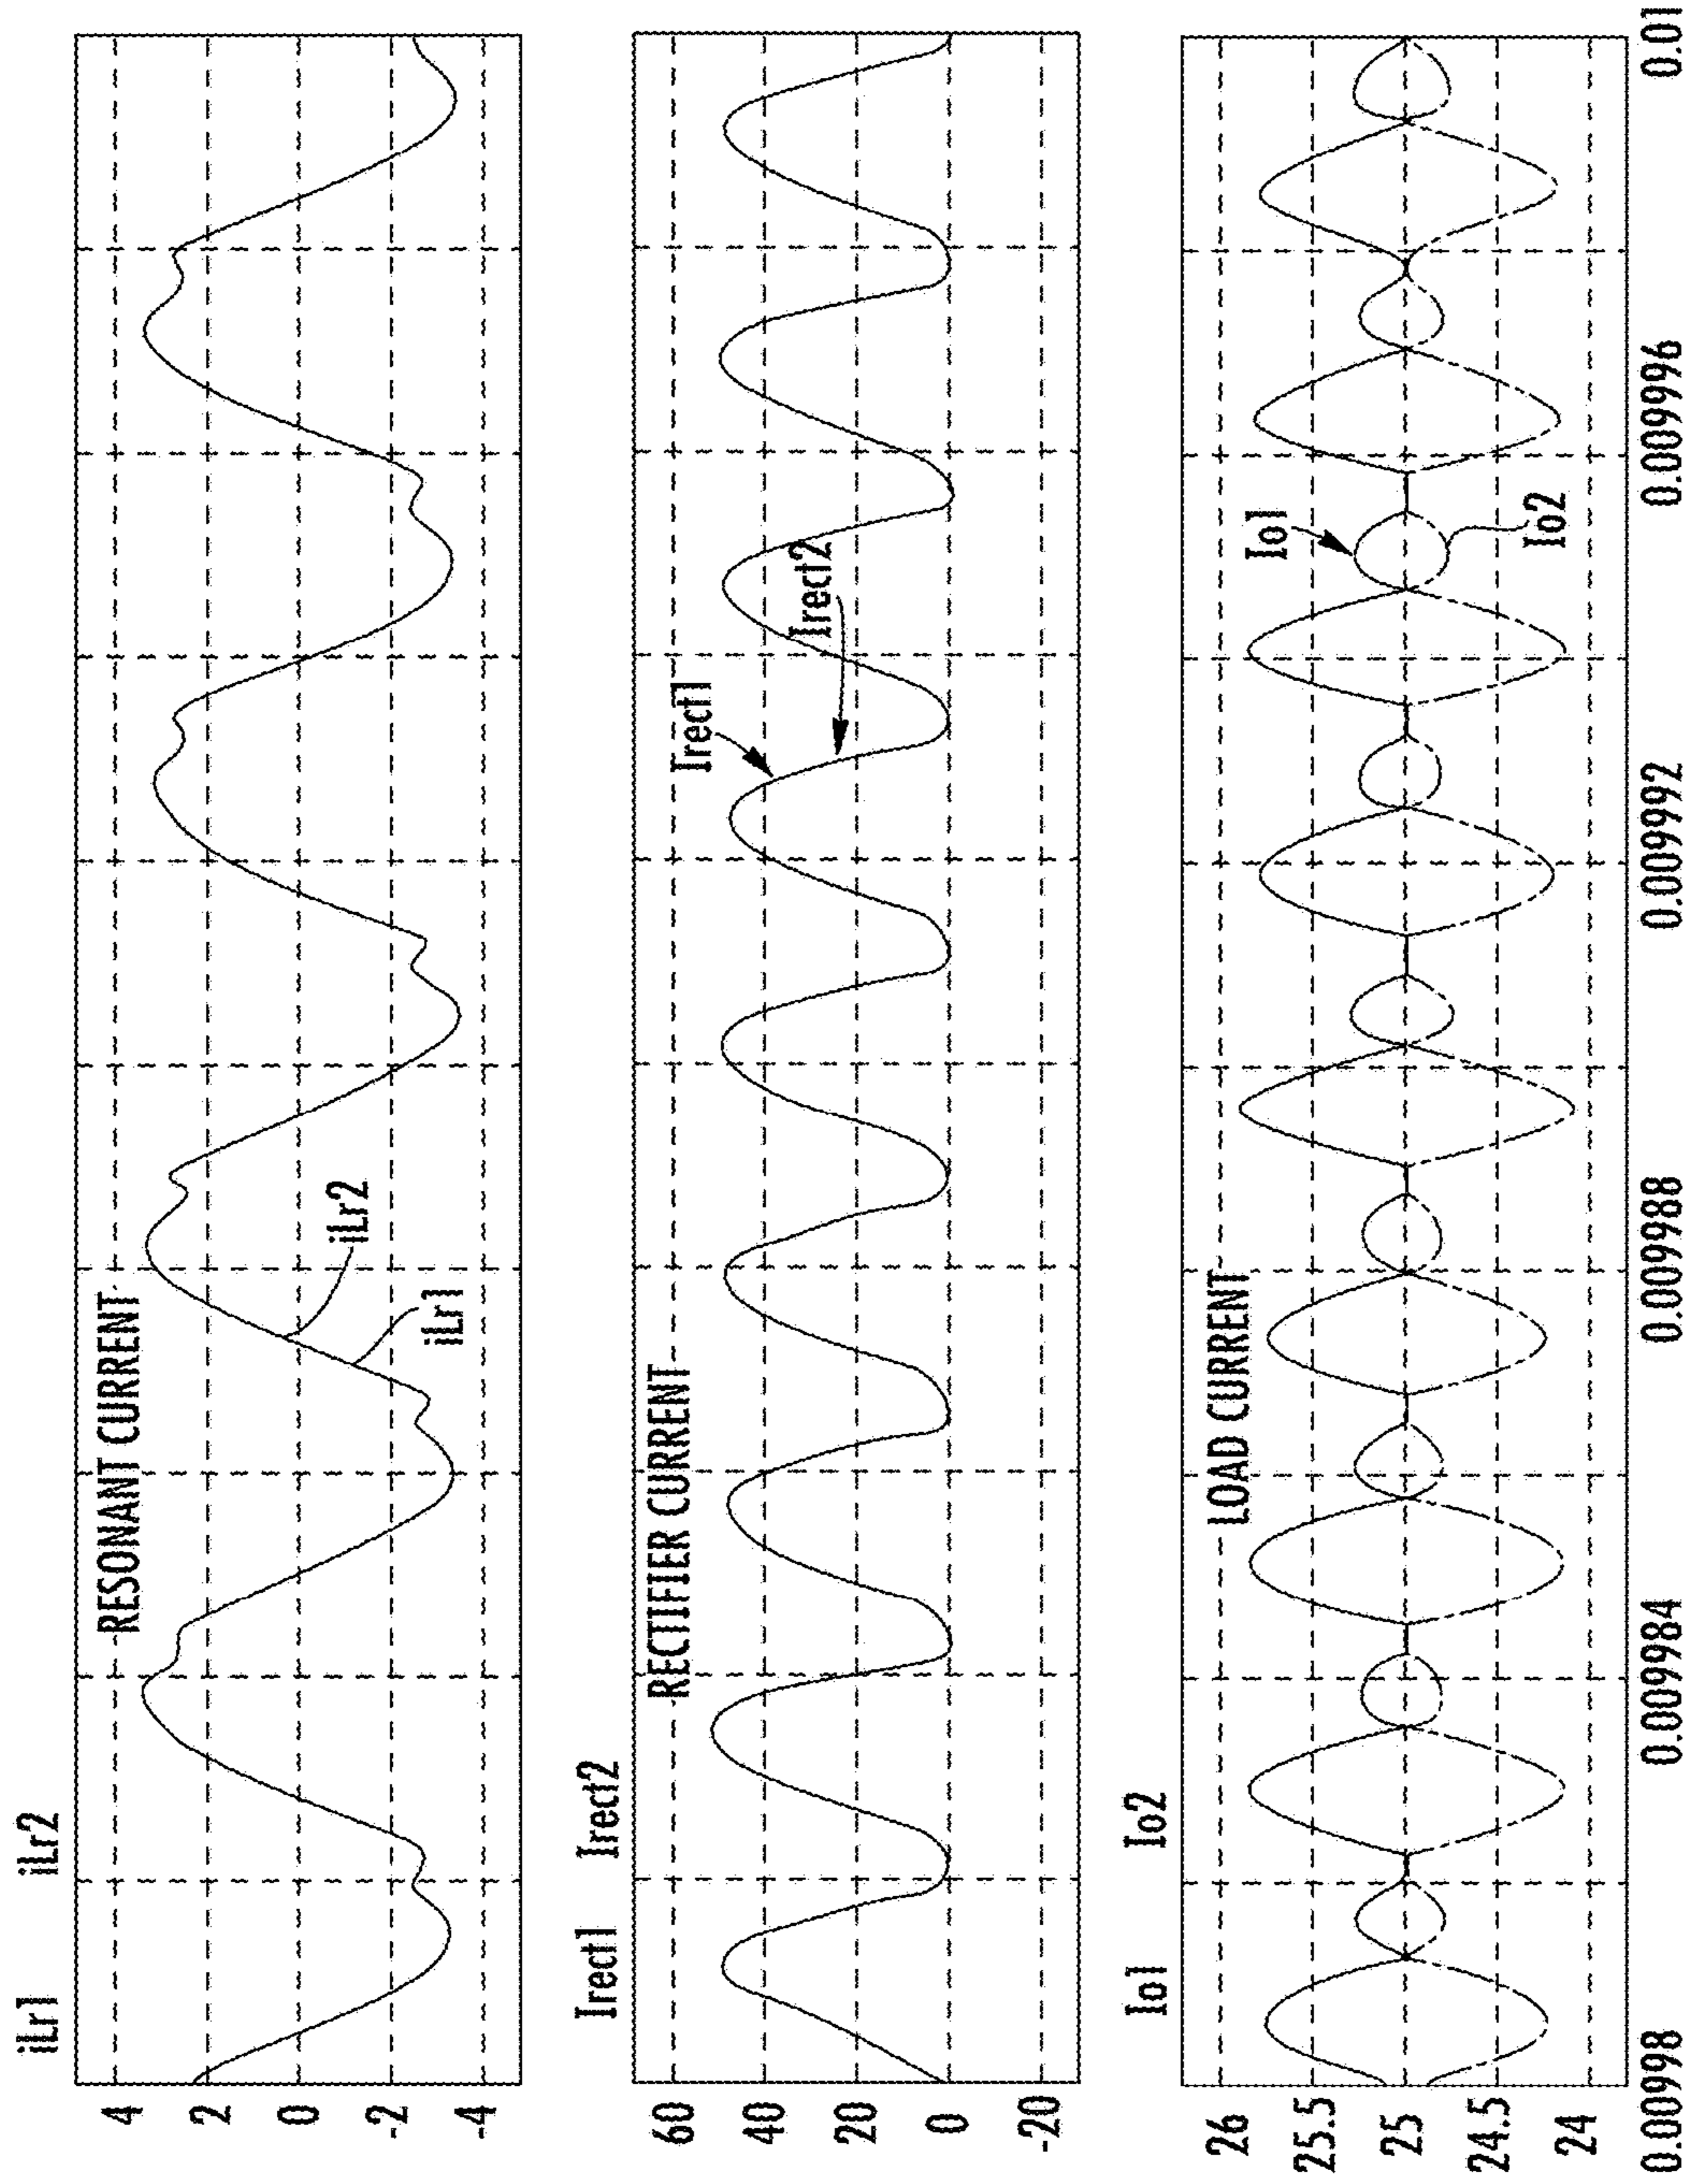 iLr1 iLr2
RESONANT CURRENT
4
2
0
-2
-4
iLr2
iLr1
Irect1 Irect2
RECTIFIER CURRENT
60
40
20
0
-20
Irect1
Irect2
Io1 Io2
LOAD CURRENT
26
25.5
25
24.5
24
Io1
Io2
0.00998 0.009984 0.009988 0.009992 0.009996 0.01